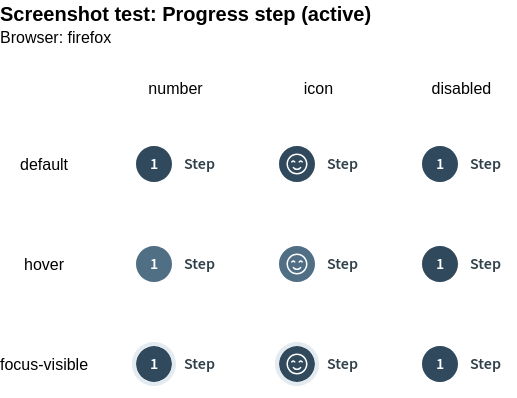 Screenshot test: Progress step (active)
Browser: firefox
number icon disabled
default 1 Step Step 1 Step
hover 1 Step Step 1 Step
focus-visible 1 Step Step 1 Step